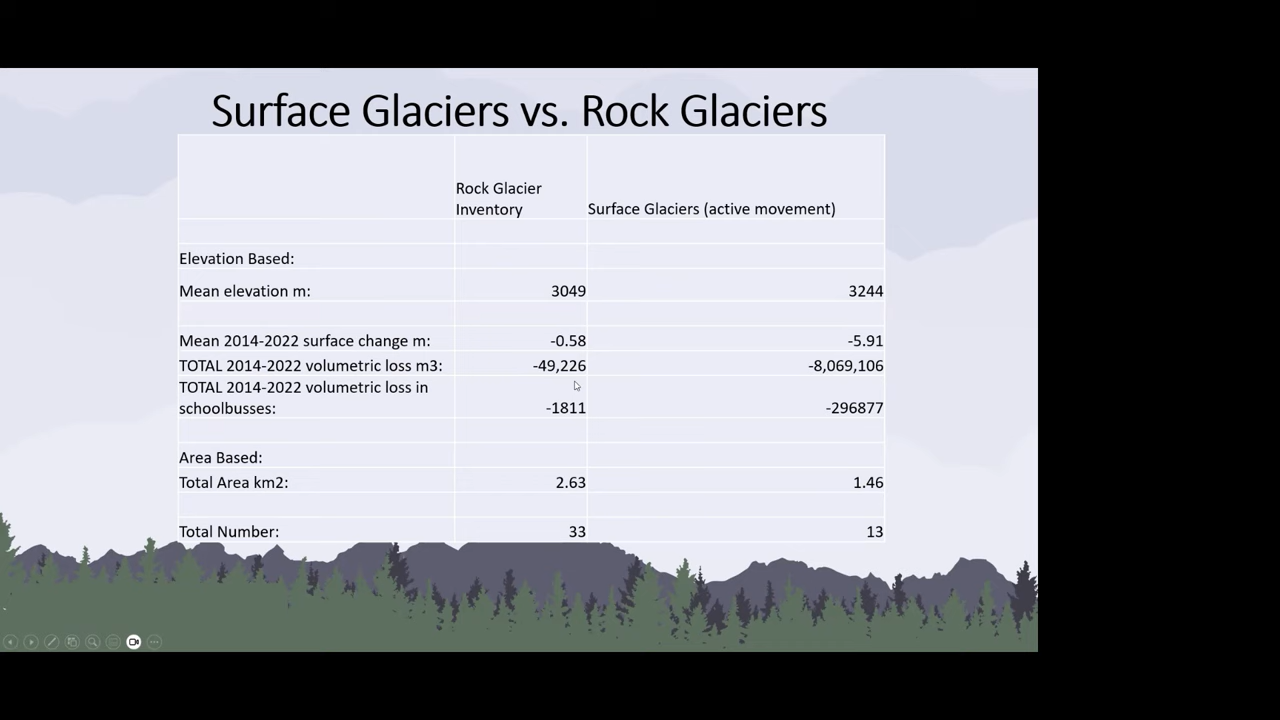 Surface Glaciers vs. Rock Glaciers
Rock Glacier
Inventory
Surface Glaciers (active movement)
Elevation Based:
Mean elevation m: 3049 3244
Mean 2014-2022 surface change m: -0.58 -5.91
TOTAL 2014-2022 volumetric loss m3: -49,226 -8,069,106
TOTAL 2014-2022 volumetric loss in
schoolbusses: -1811 -296877
Area Based:
Total Area km2: 2.63 1.46
Total Number: 33 13